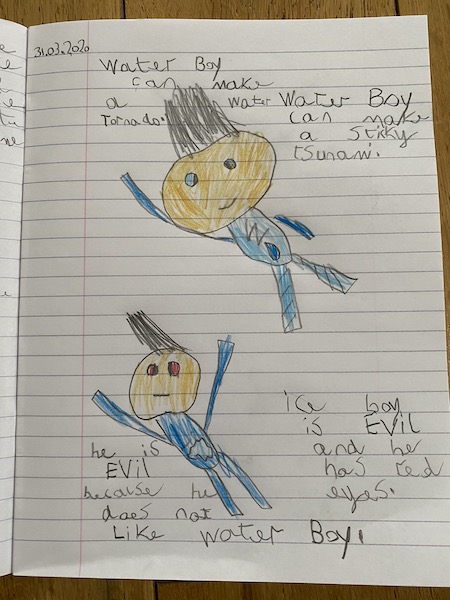 31.03.2020
Water Boy
can make
a Water
Tornado.
Water Boy
can make
a sticky
tsunami.
W
ice boy
is EVIL
and he
has red
eyes.
he is
EVIL
because he
does not
Like Water Boy.